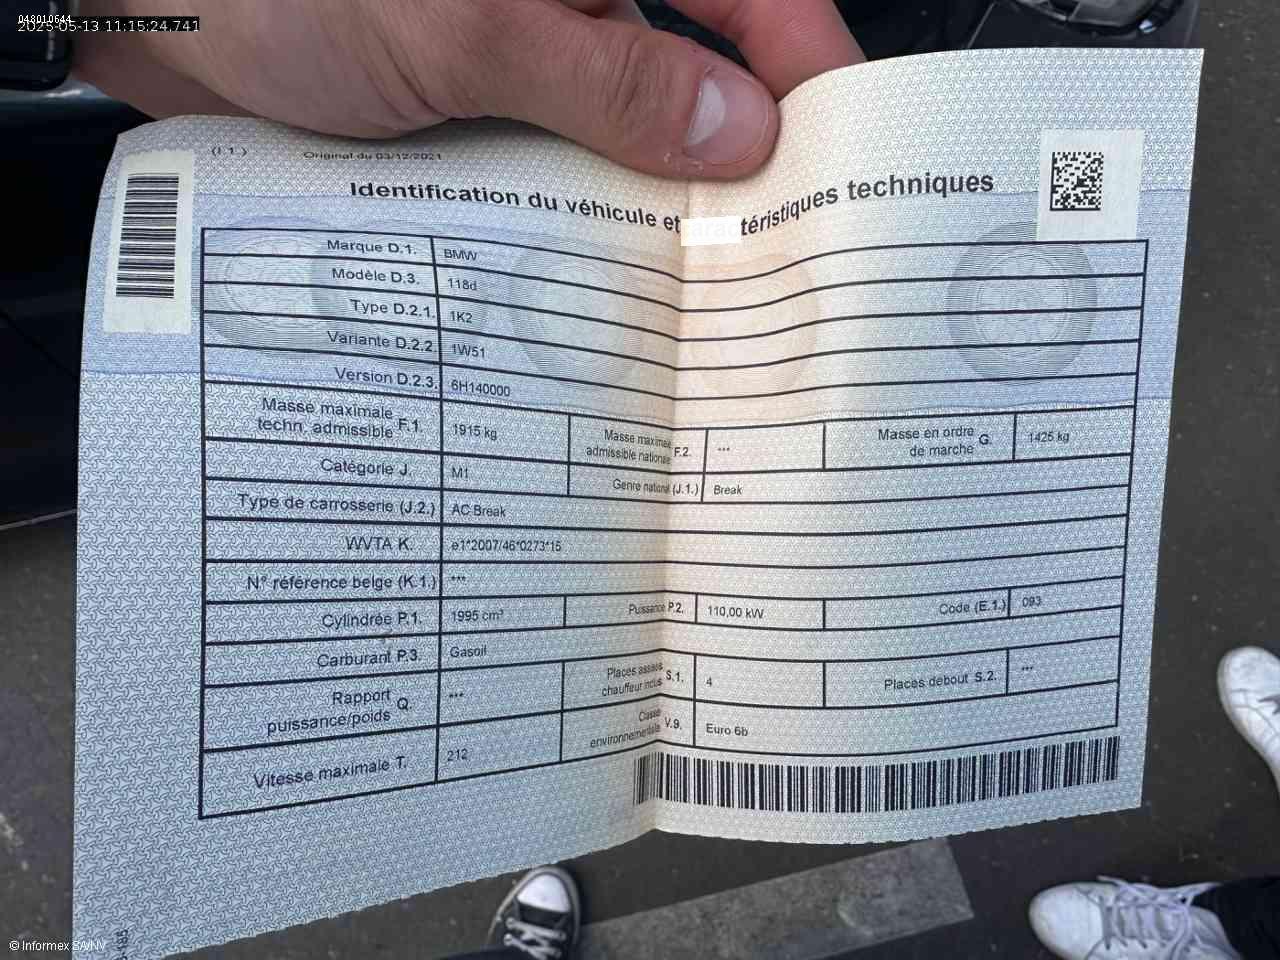 048010644
2025-05-13 11:15:24.741
(I 1) Original du 03/12/2021
Identification du véhicule et caractéristiques techniques
Marque D.1. BMW
Modèle D.3. 118d
Type D.2.1. 1K2
Variante D.2.2. 1W51
Version D.2.3. 6H140000
Masse maximale techn. admissible F.1. 1915 kg Masse maximale admissible nationale F.2. *** Masse en ordre de marche G. 1425 kg
Catégorie J. M1 Genre national (J.1.) Break
Type de carrosserie (J.2.) AC Break
WVTA K. e1*2007/46*0273*15
N° référence belge (K.1.) ***
Cylindrée P.1. 1995 cm³ Puissance P.2. 110,00 kW Code (E.1.) 093
Carburant P.3. Gasoil
Rapport puissance/poids Q. *** Places assises chauffeur inclus S.1. 4 Places debout S.2. ***
Vitesse maximale T. 212 Classe environnementale V.9. Euro 6b
© Informex SA/NV